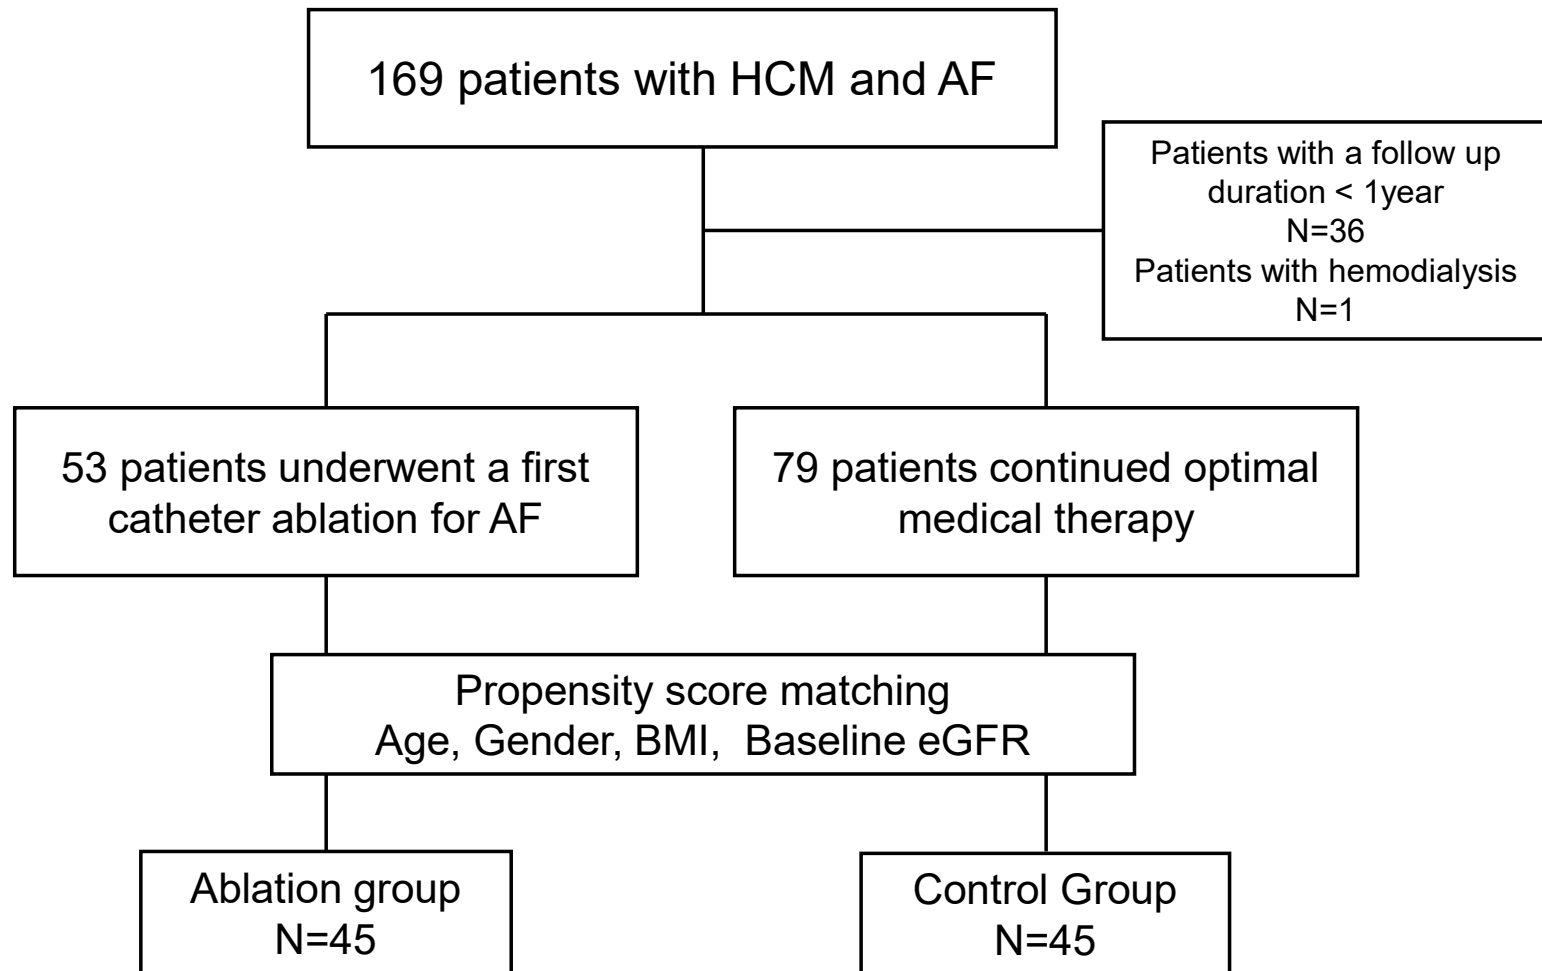 169 patients with HCM and AF
Patients with a follow up
duration < 1year
N=36
Patients with hemodialysis
N=1
53 patients underwent a first
catheter ablation for AF
79 patients continued optimal
medical therapy
Propensity score matching
Age, Gender, BMI,  Baseline eGFR
Ablation group
N=45
Control Group
N=45